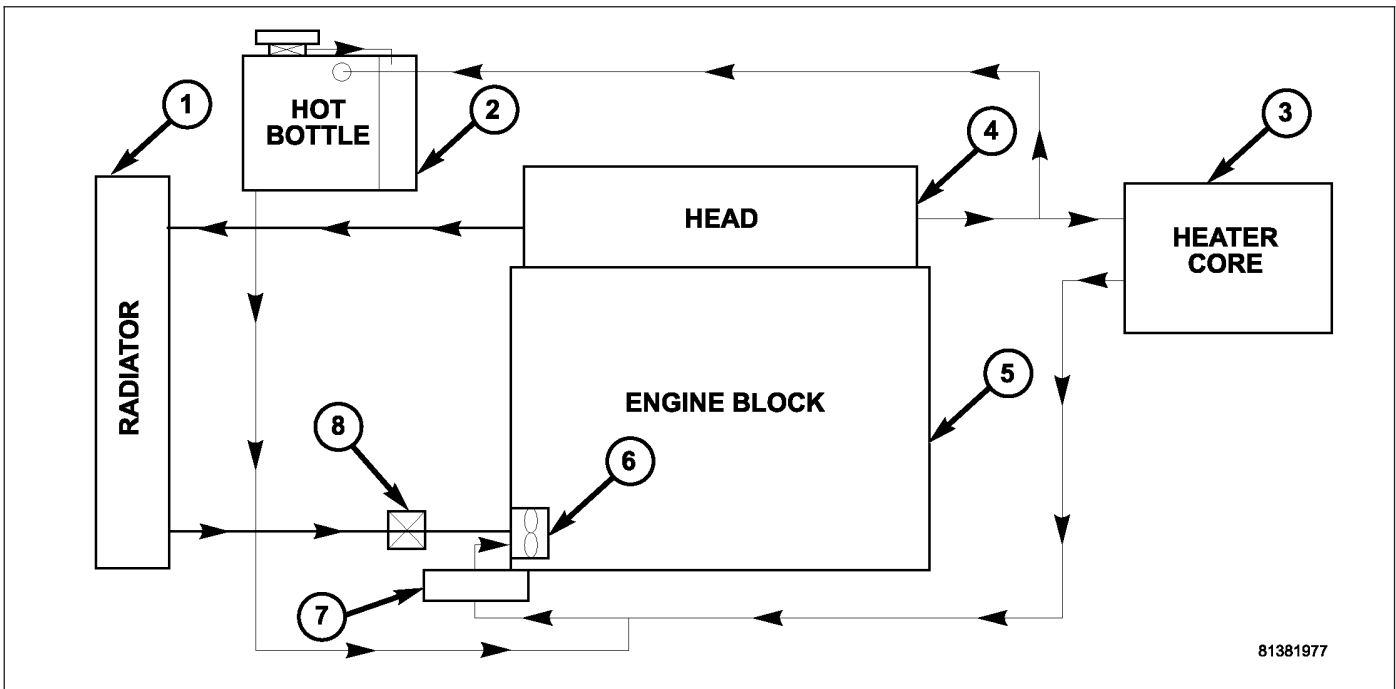 1
HOT
BOTTLE
2
3
4
HEAD
HEATER
CORE
RADIATOR
ENGINE BLOCK
5
8
6
7
81381977